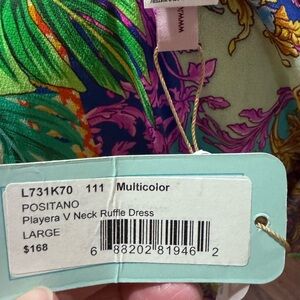 L731K70 111 Multicolor
POSITANO
Playera V Neck Ruffle Dress
LARGE
$168
6 88202 81946 2